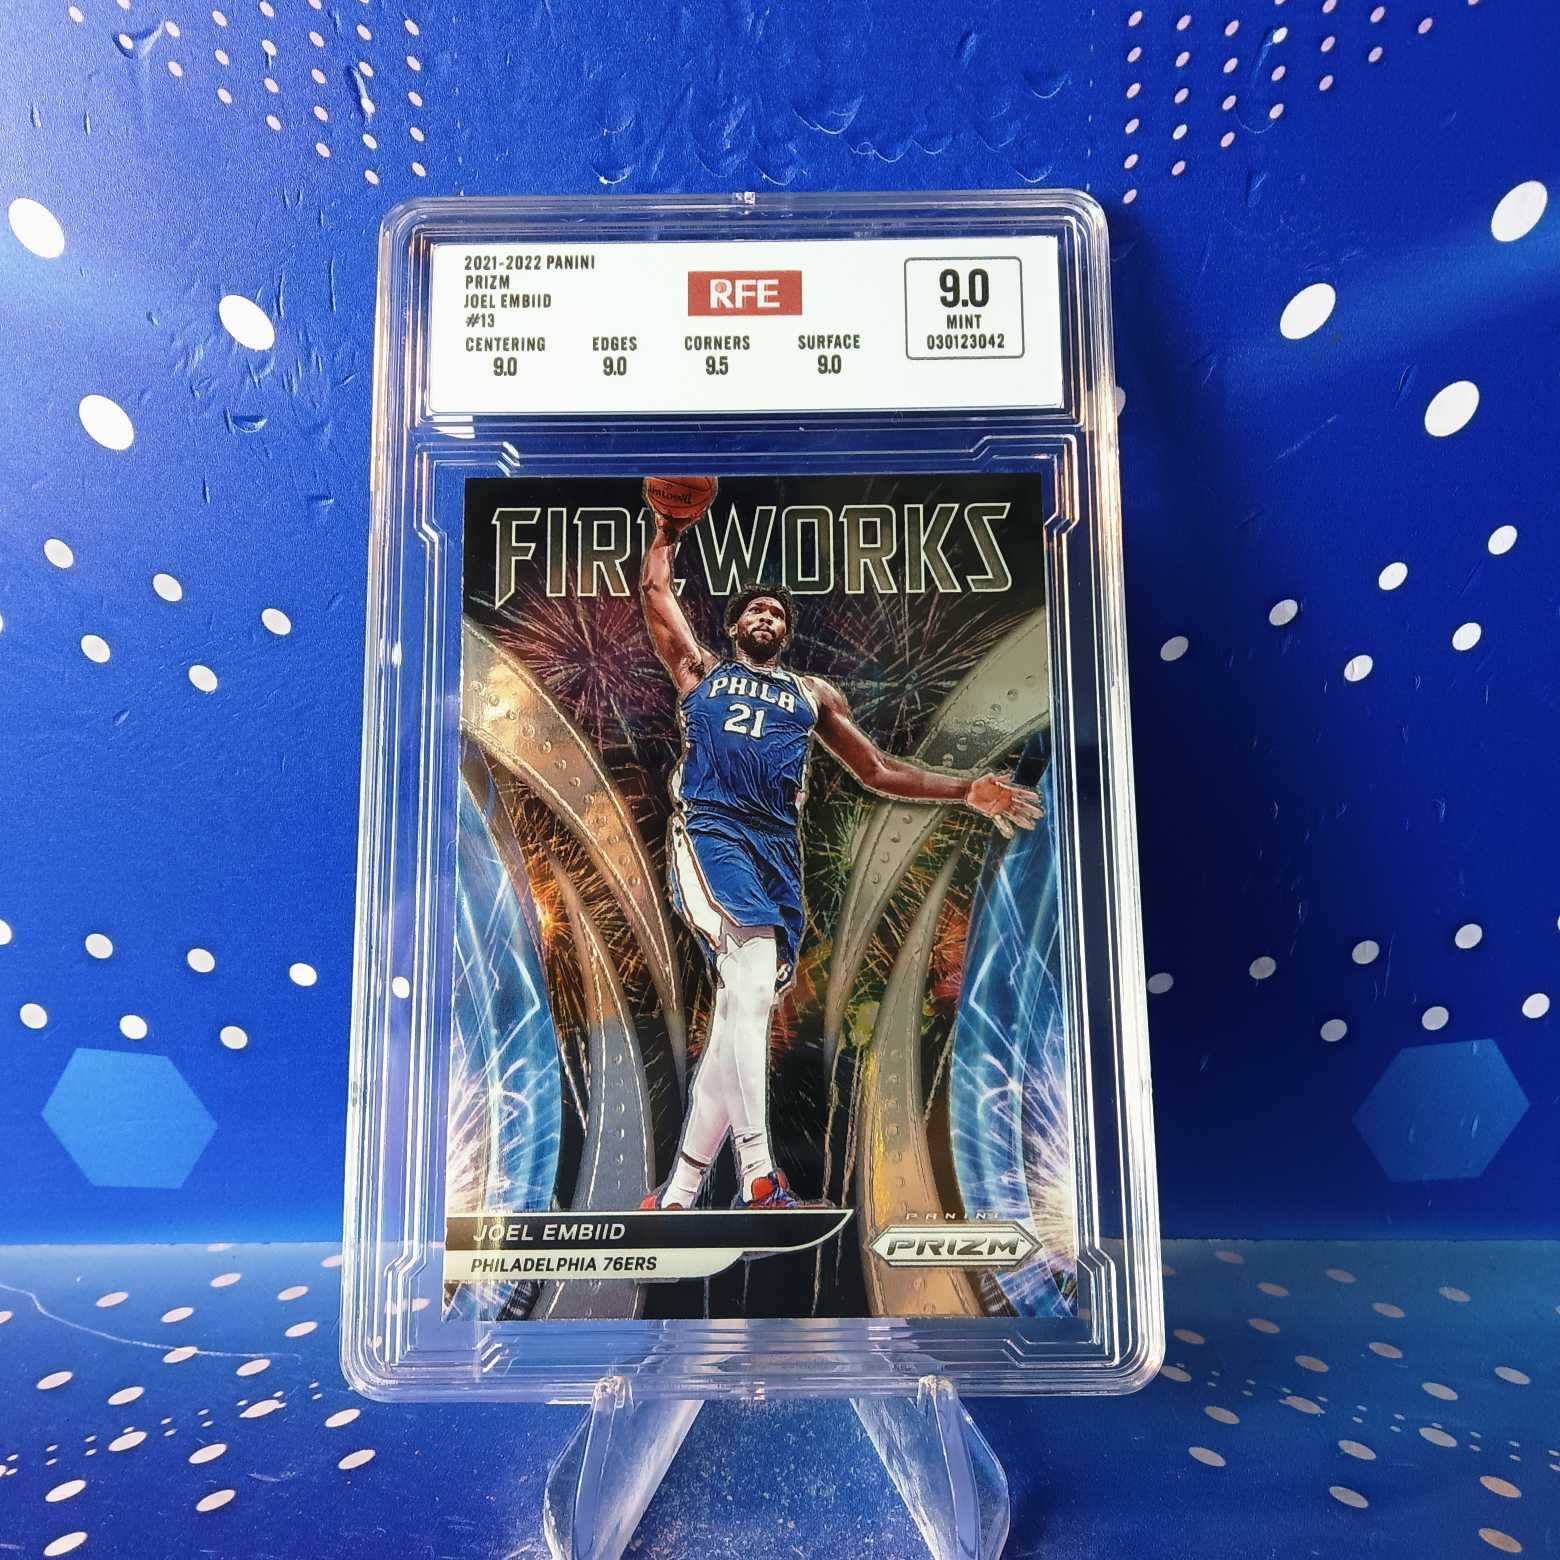 2021-2022 PANINI
PRIZM
JOEL EMBIID
#13
RFE
9.0
MINT
030123042
CENTERING EDGES CORNERS SURFACE
9.0 9.0 9.5 9.0
SPALDING
FIREWORKS
PHILA
21
JOEL EMBIID
PHILADELPHIA 76ERS
PANINI
PRIZM